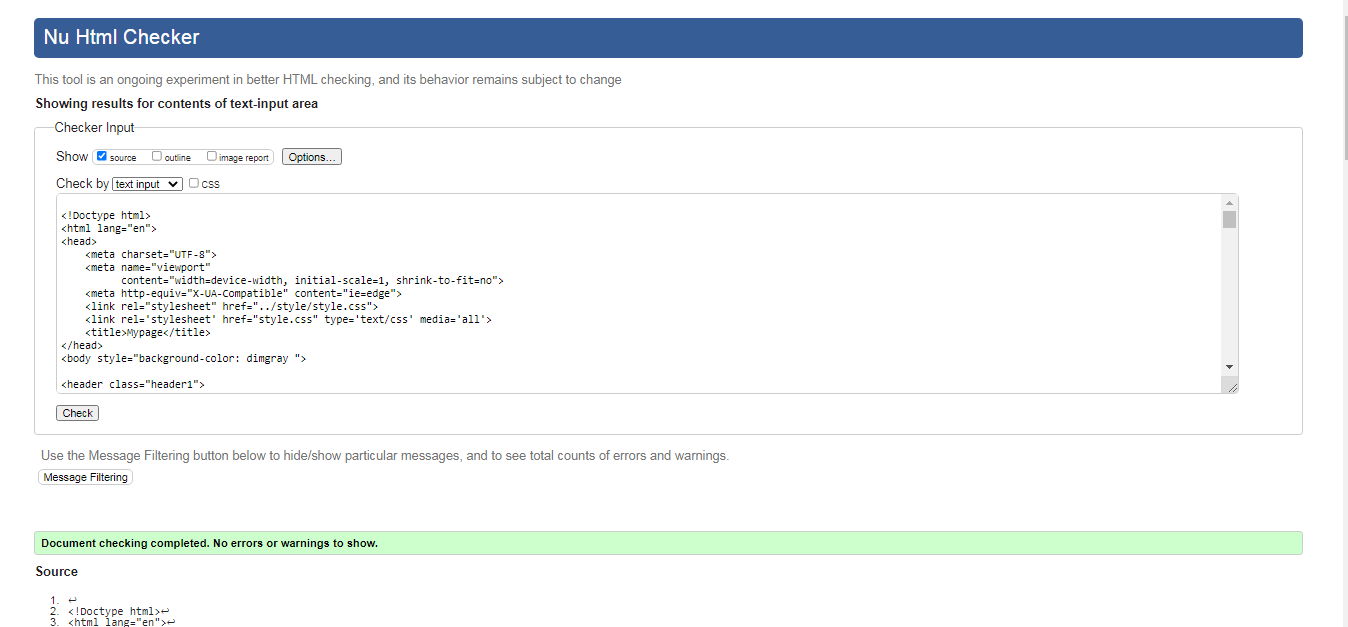 Nu Html Checker
This tool is an ongoing experiment in better HTML checking, and its behavior remains subject to change
Showing results for contents of text-input area
Checker Input
Show source outline image report Options...
Check by text input CSS
<!Doctype html>
<html lang="en">
<head>
    <meta charset="UTF-8">
    <meta name="viewport"
          content="width=device-width, initial-scale=1, shrink-to-fit=no">
    <meta http-equiv="X-UA-Compatible" content="ie=edge">
    <link rel="stylesheet" href="../style/style.css">
    <link rel='stylesheet' href="style.css" type='text/css' media='all'>
    <title>Mypage</title>
</head>
<body style="background-color: dimgray ">
<header class="header1">
Check
Use the Message Filtering button below to hide/show particular messages, and to see total counts of errors and warnings.
Message Filtering
Document checking completed. No errors or warnings to show.
Source
1. ↩
2. <!Doctype html>↩
3. <html lang="en">↩